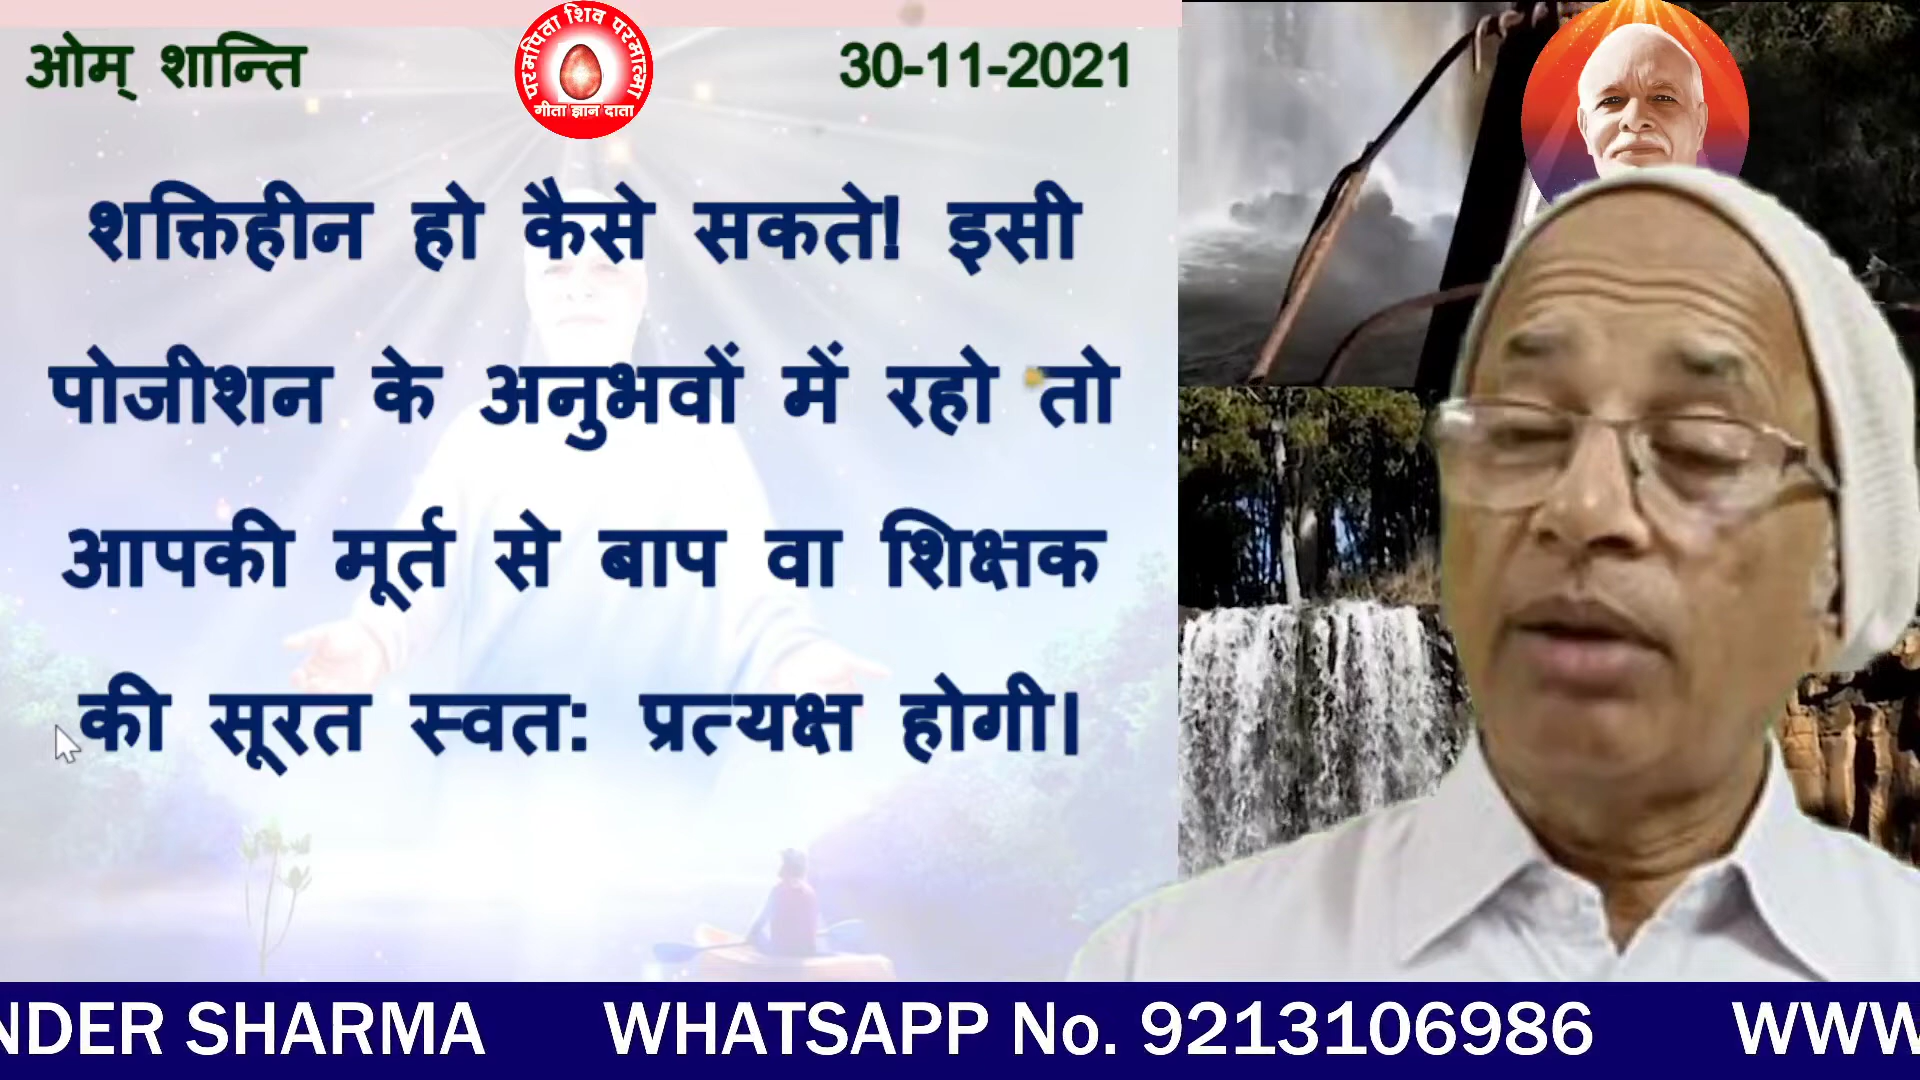 ओम् शान्ति
परमपिता शिव परमात्मा
गीता ज्ञान दाता
30-11-2021
शक्तिहीन हो कैसे सकते! इसी
पोजीशन के अनुभवों में रहो तो
आपकी मूर्त से बाप वा शिक्षक
की सूरत स्वत: प्रत्यक्ष होगी।
NDER SHARMA WHATSAPP No. 9213106986 WWW